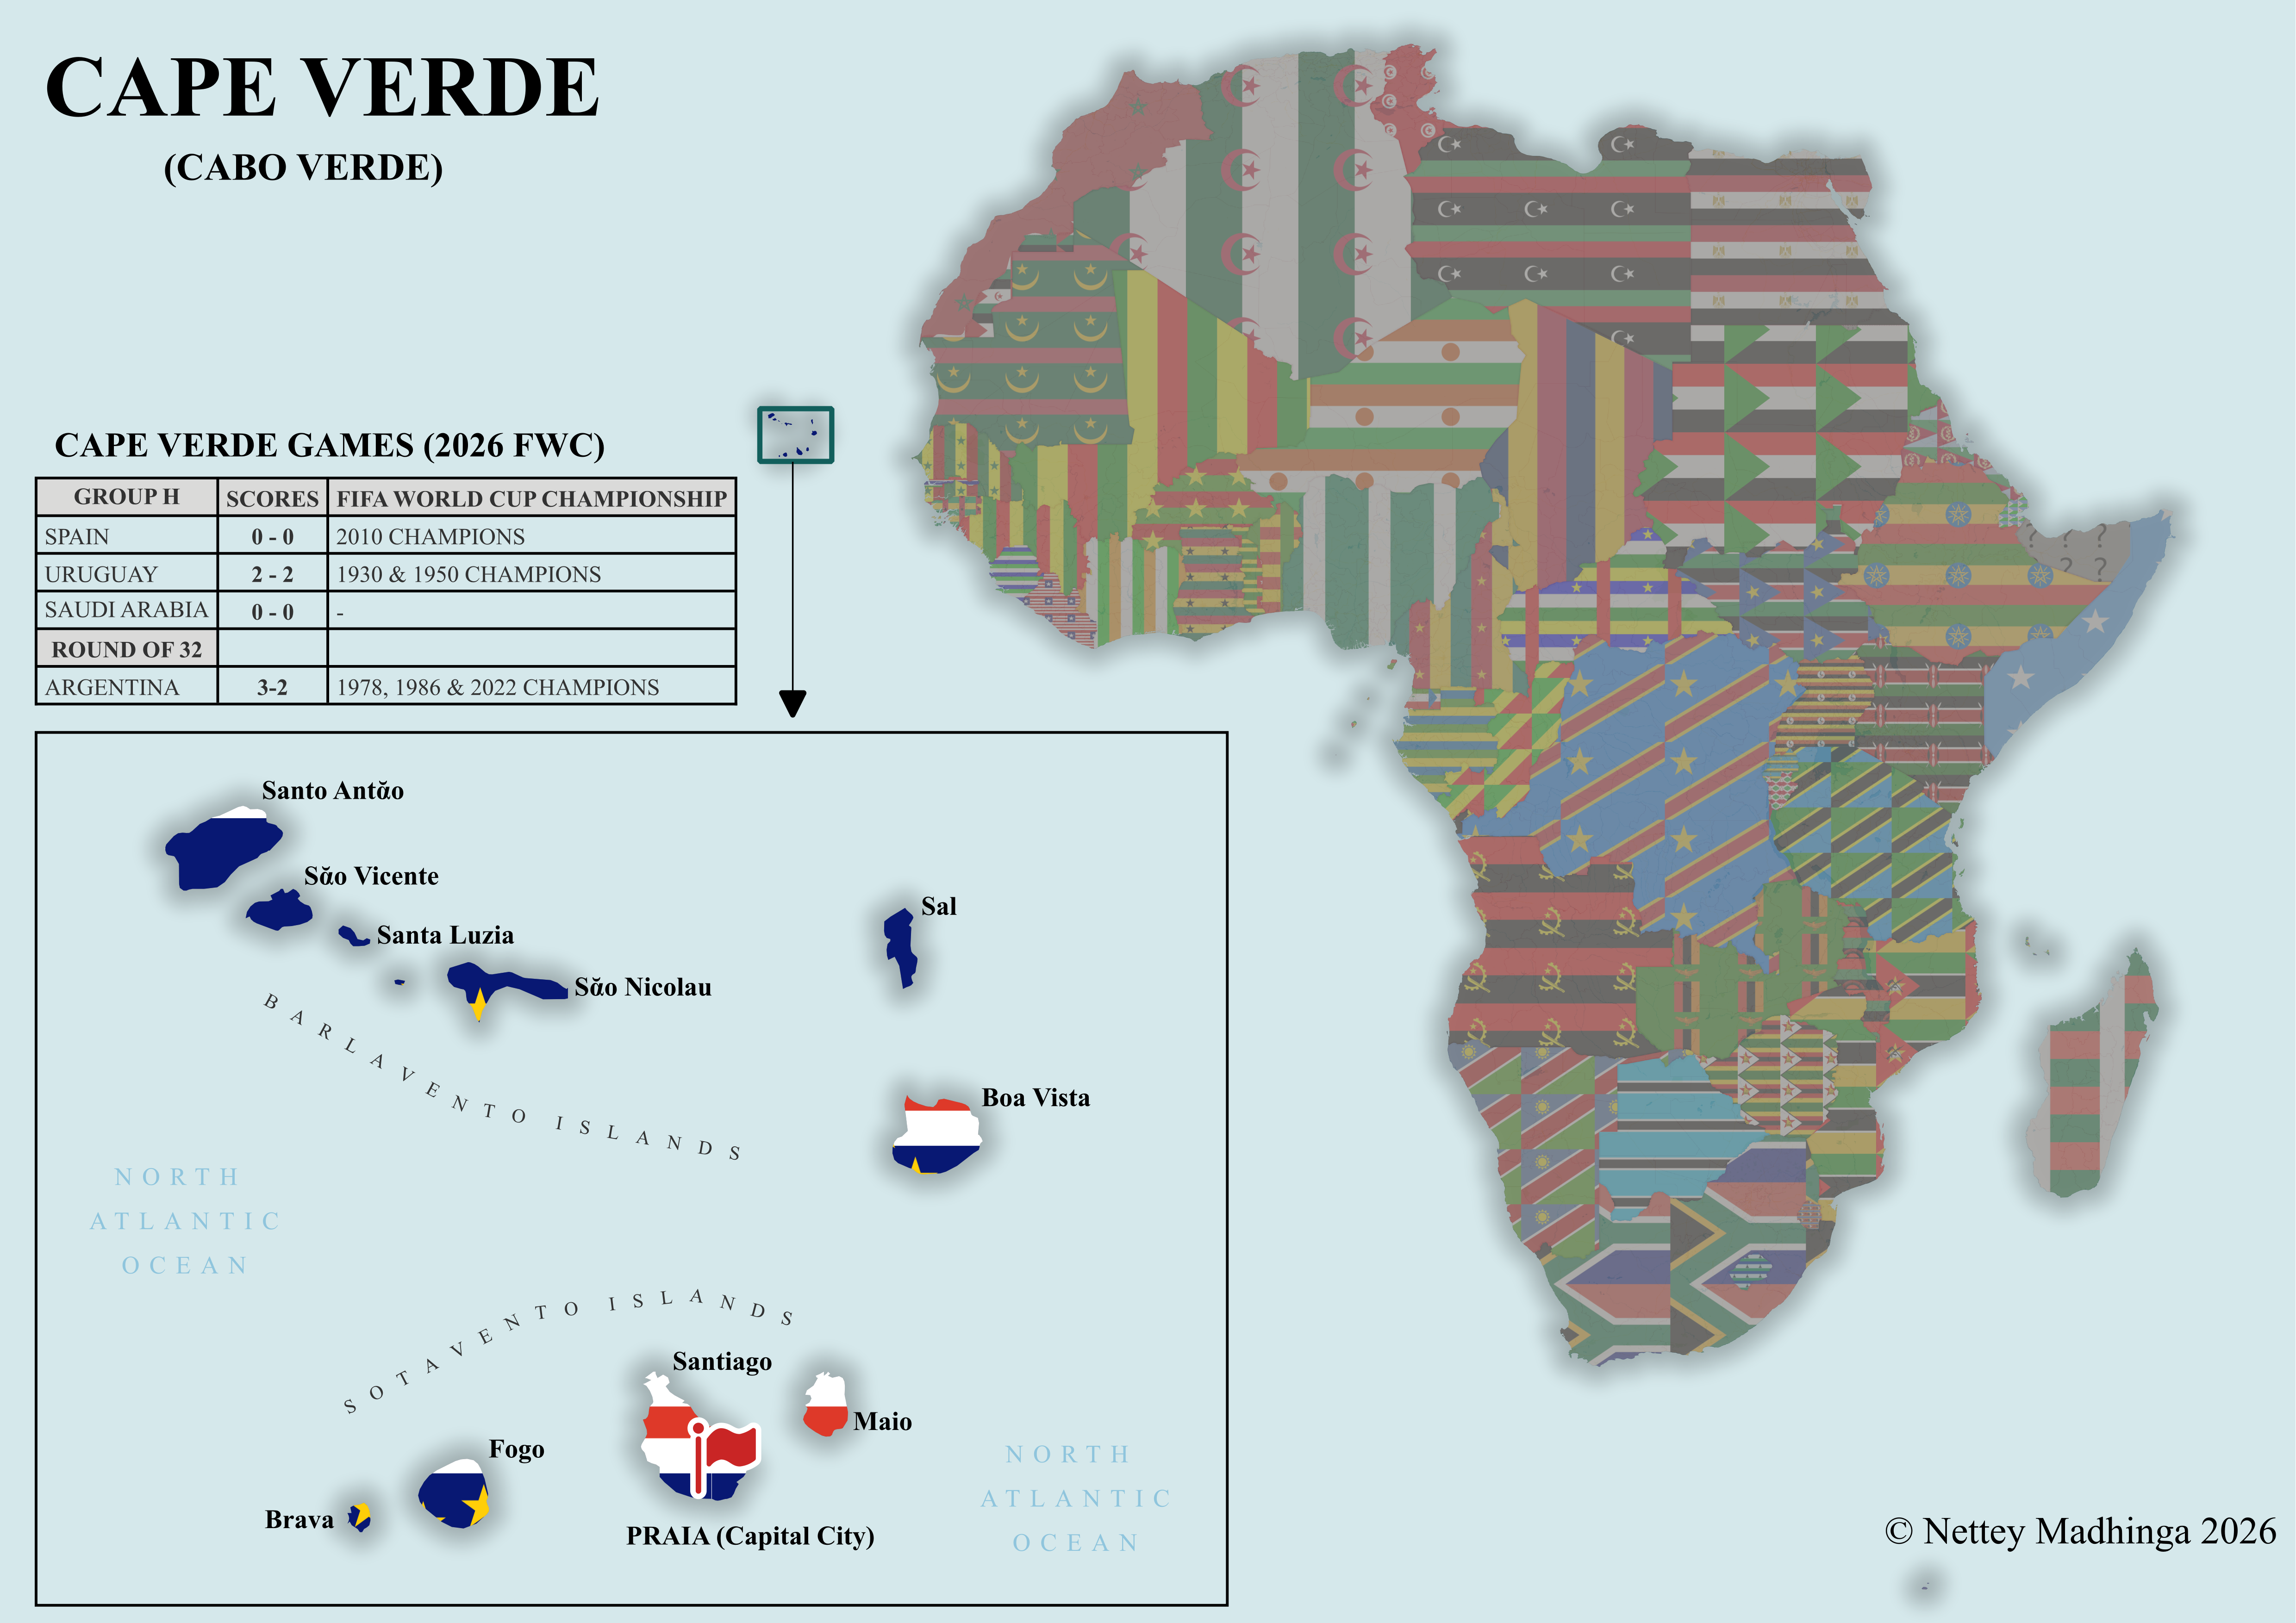 CAPE VERDE
(CABO VERDE)
CAPE VERDE GAMES (2026 FWC)
GROUP H SCORES FIFA WORLD CUP CHAMPIONSHIP
SPAIN 0 - 0 2010 CHAMPIONS
URUGUAY 2 - 2 1930 & 1950 CHAMPIONS
SAUDI ARABIA 0 - 0 -
ROUND OF 32
ARGENTINA 3-2 1978, 1986 & 2022 CHAMPIONS
Santo Antăo
Săo Vicente
Santa Luzia
Săo Nicolau
Sal
BARLAVENTO ISLANDS
Boa Vista
NORTH
ATLANTIC
OCEAN
SOTAVENTO ISLANDS
Santiago
Maio
Fogo
Brava
PRAIA (Capital City)
NORTH
ATLANTIC
OCEAN
? ? ?
? ?
© Nettey Madhinga 2026